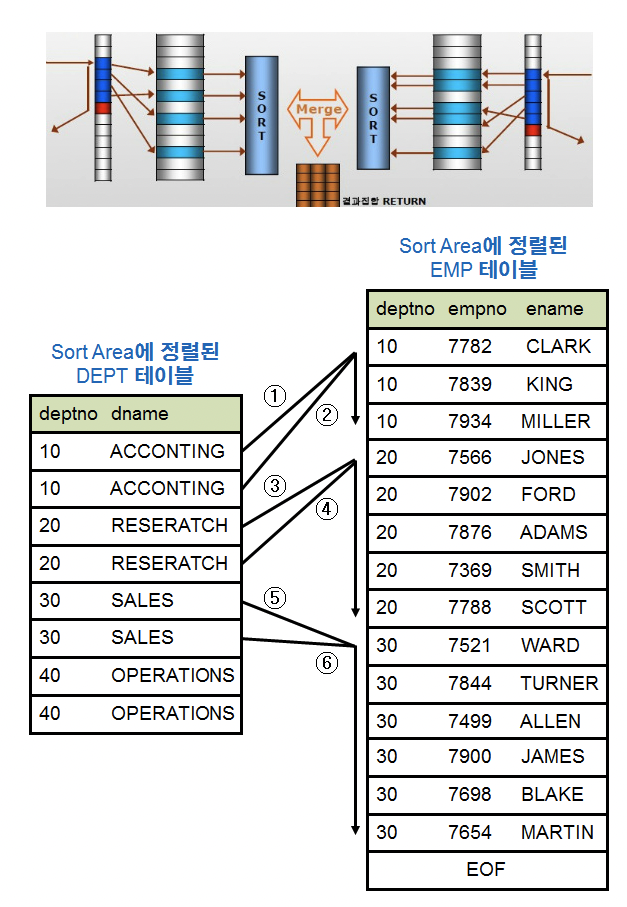 SORT
Merge
SORT
결과집합 RETURN
Sort Area에 정렬된
EMP 테이블
deptno empno ename
10 7782 CLARK
10 7839 KING
10 7934 MILLER
20 7566 JONES
20 7902 FORD
20 7876 ADAMS
20 7369 SMITH
20 7788 SCOTT
30 7521 WARD
30 7844 TURNER
30 7499 ALLEN
30 7900 JAMES
30 7698 BLAKE
30 7654 MARTIN
EOF
Sort Area에 정렬된
DEPT 테이블
deptno dname
10 ACCONTING
10 ACCONTING
20 RESERATCH
20 RESERATCH
30 SALES
30 SALES
40 OPERATIONS
40 OPERATIONS
①
②
③
④
⑤
⑥